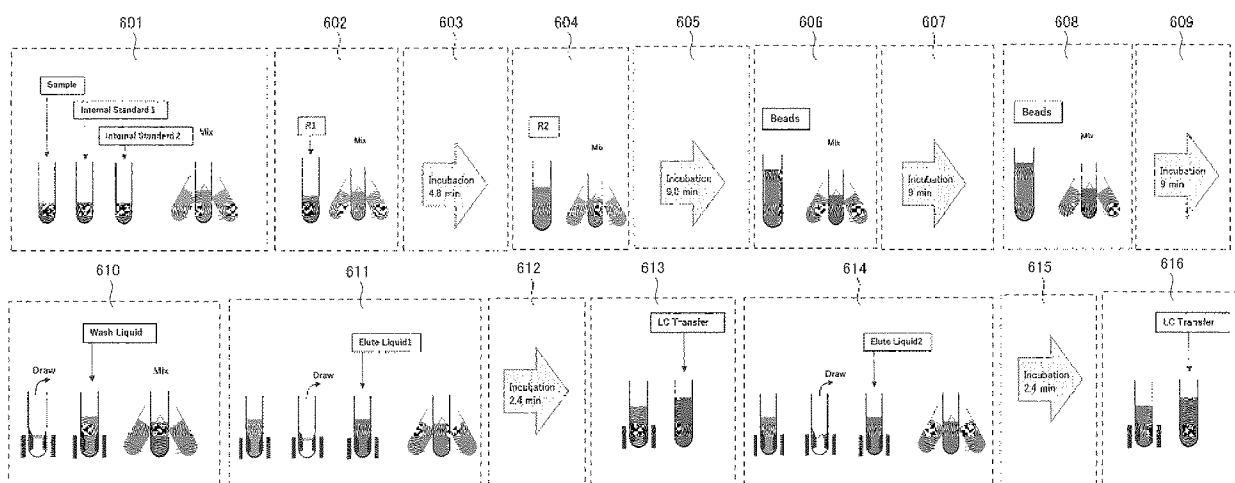 601
602
603
604
605
606
607
608
609
Sample
Internal Standard 1
Internal Standard 2
Mix
R1
Mix
Incubation
4.8 min
R2
Mix
Incubation
9.8 min
Beads
Mix
Incubation
9 min
Beads
Mix
Incubation
9 min
610
611
612
613
614
615
616
Draw
Wash Liquid
Mix
Draw
Elute Liquid1
Incubation
2.4 min
LC Transfer
Draw
Elute Liquid2
Incubation
2.4 min
LC Transfer